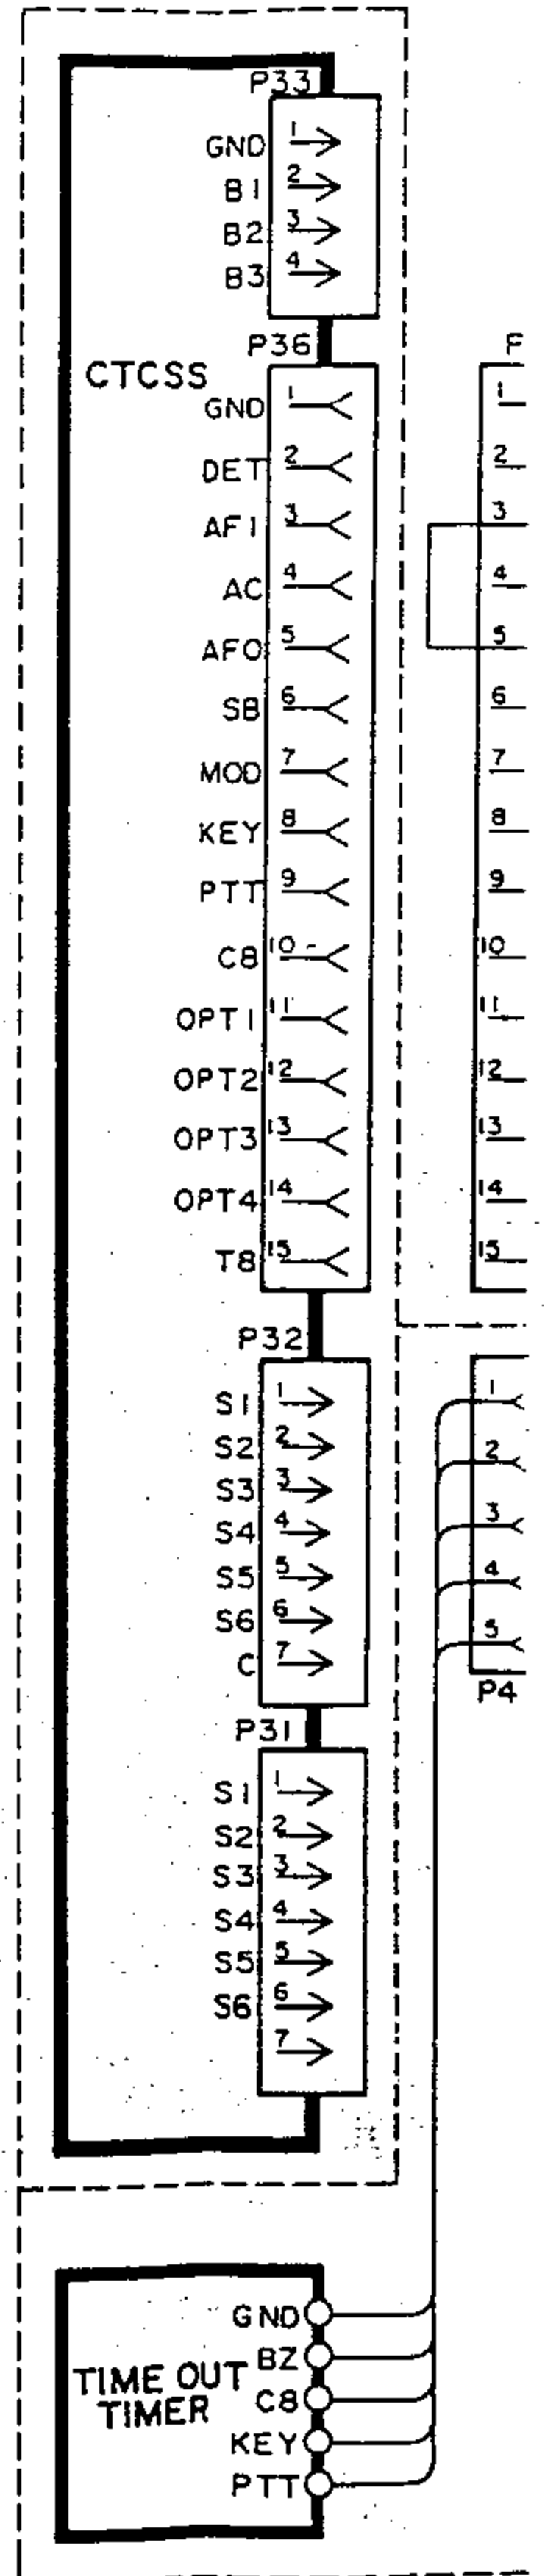 P33
GND 1
B1 2
B2 3
B3 4
P36
CTCSS
GND 1 1
DET 2 2
AF1 3 3
AC 4 4
AFO 5 5
SB 6 6
MOD 7 7
KEY 8 8
PTT 9 9
C8 10 10
OPT1 11 11
OPT2 12 12
OPT3 13 13
OPT4 14 14
T8 15 15
P32
S1 1 1
S2 2 2
S3 3 3
S4 4 4
S5 5 5
S6 6
C 7
P4
P31
S1 1
S2 2
S3 3
S4 4
S5 5
S6 6
7
GND
BZ
TIME OUT
TIMER
C8
KEY
PTT